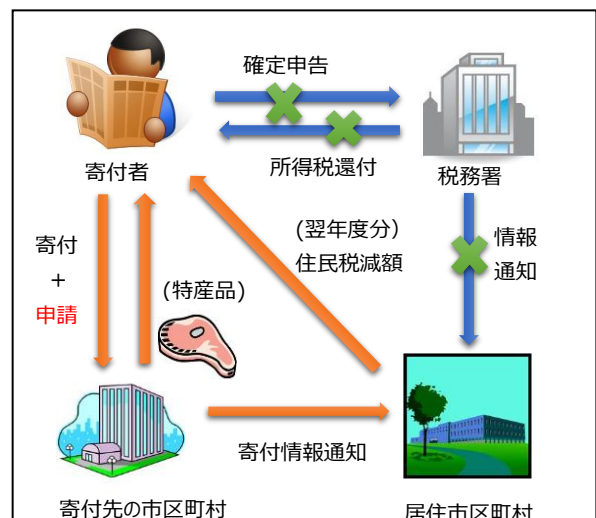 確定申告
寄付者
所得税還付
税務署
寄付
+
申請
(特産品)
(翌年度分)
住民税減額
情報
通知
寄付情報通知
寄付先の市区町村
居住市区町村